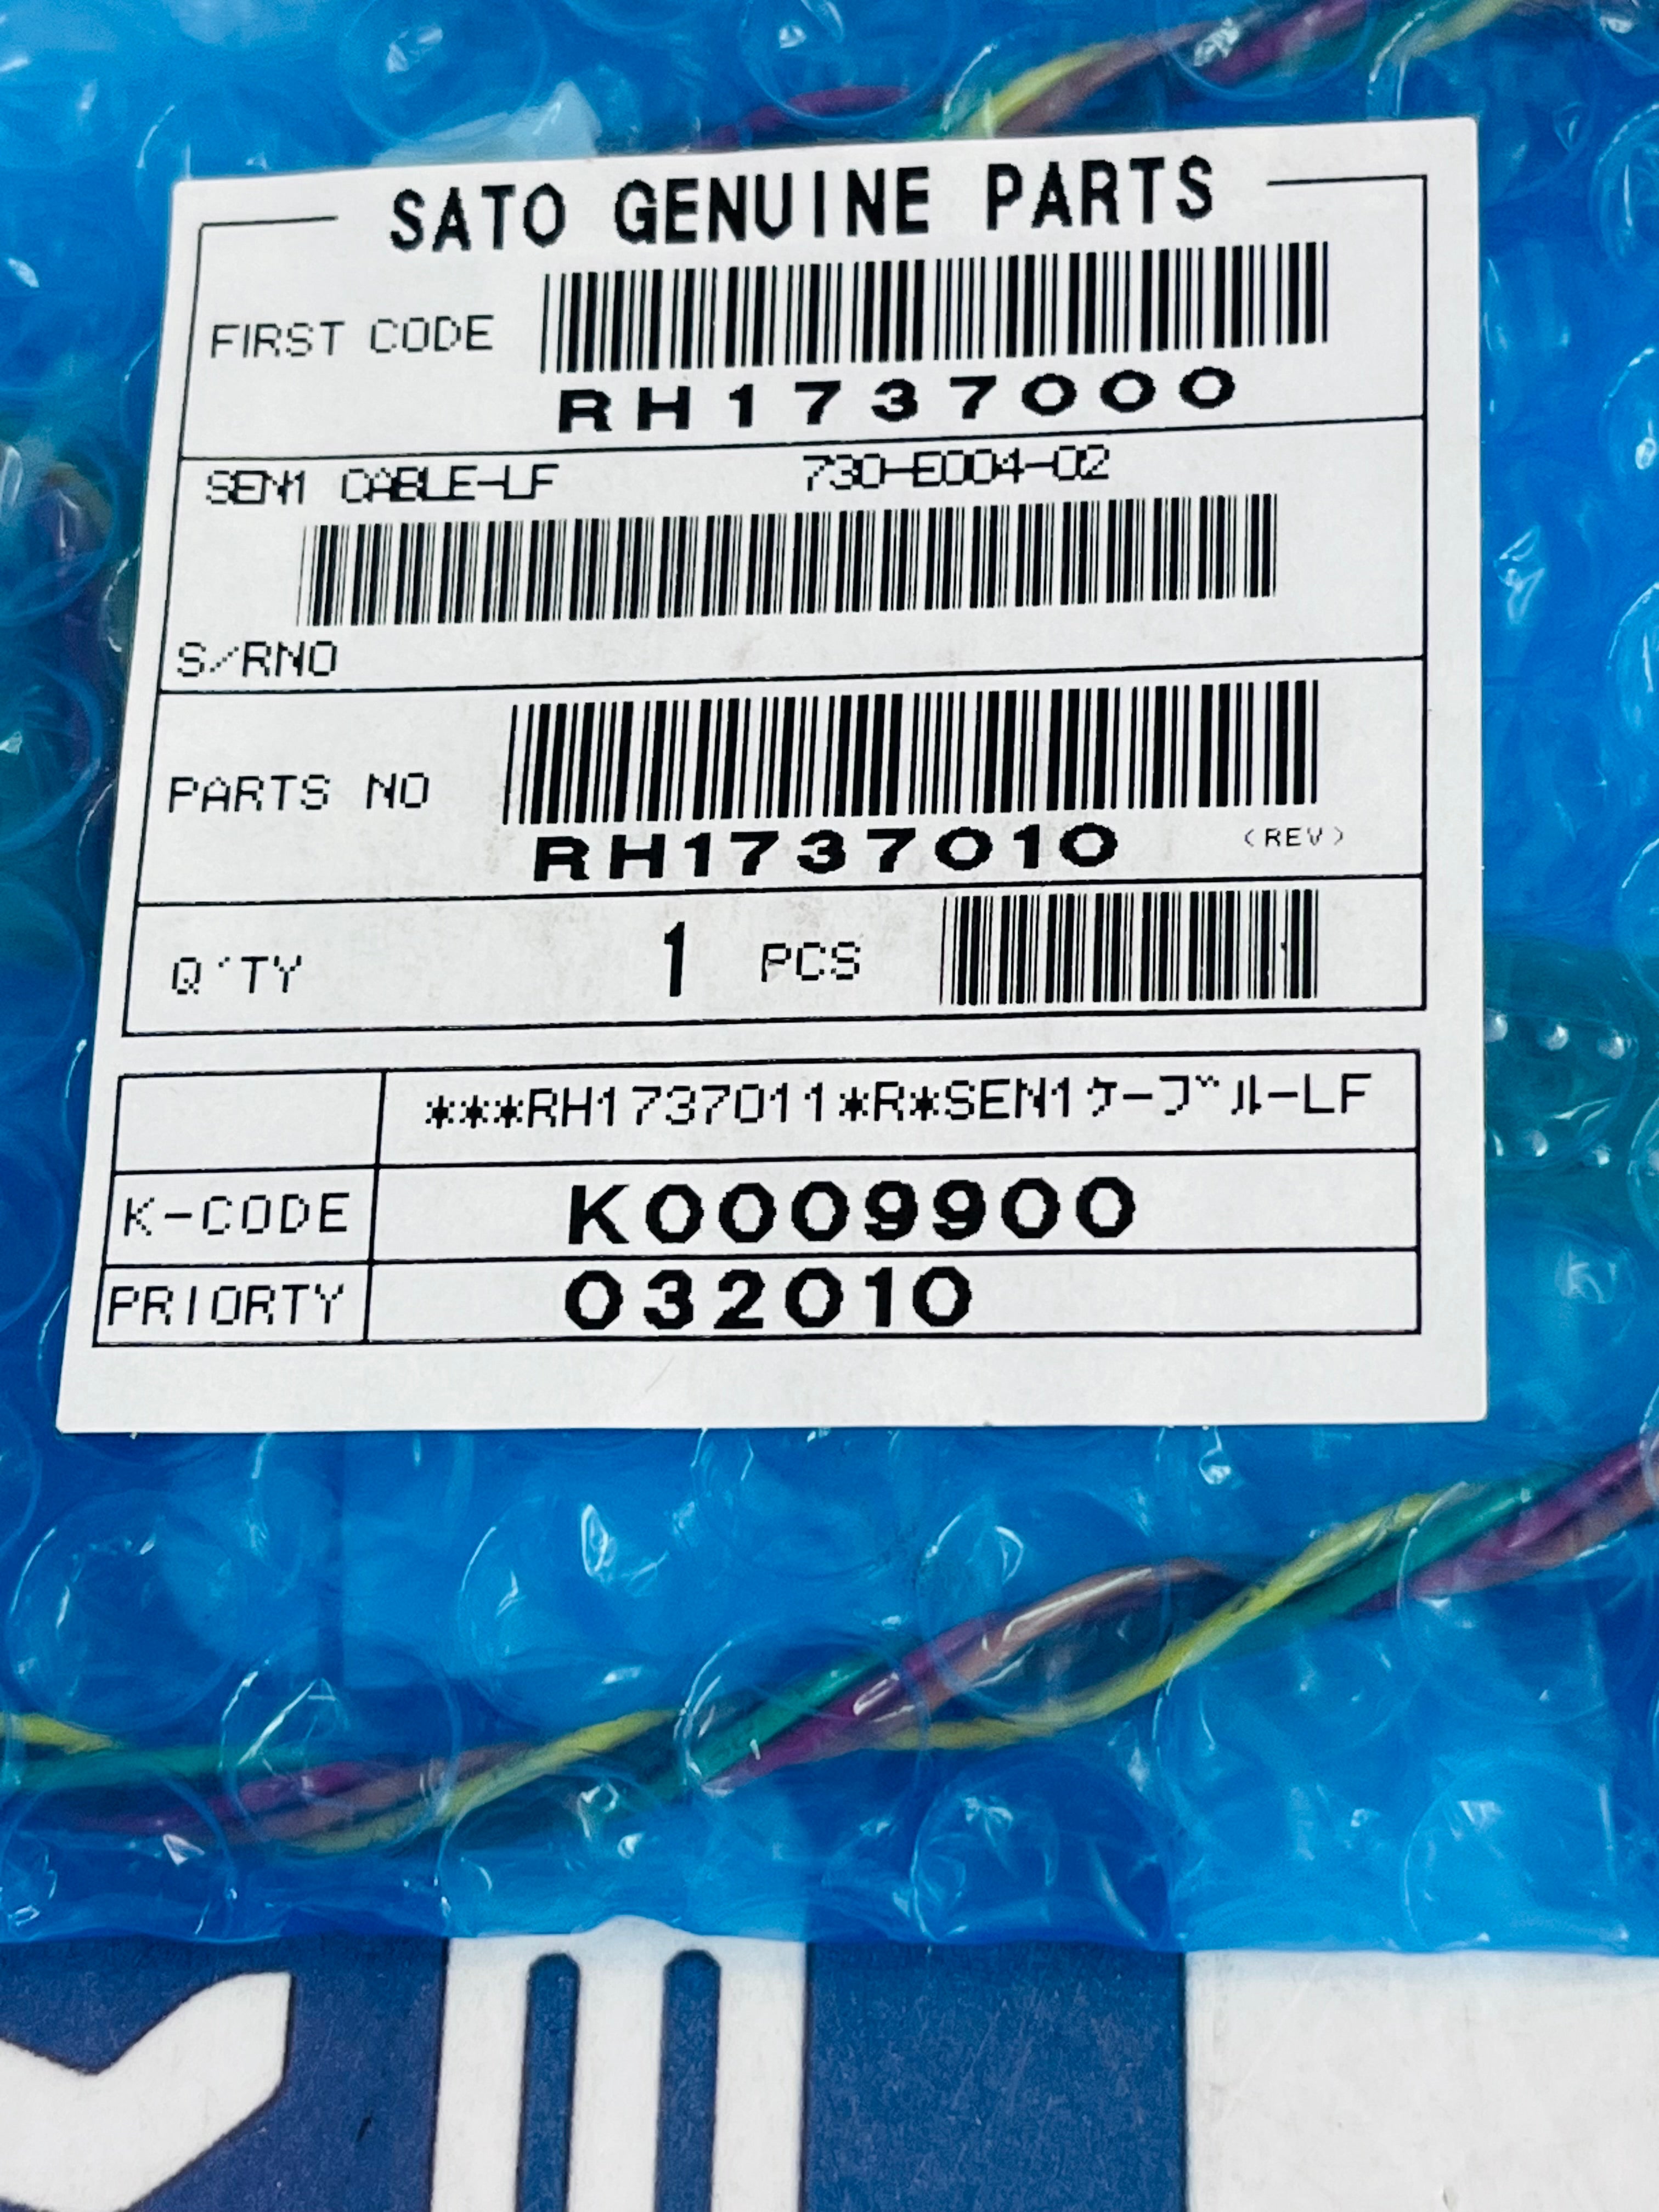 SATO GENUINE PARTS
FIRST CODE
RH1737000
SEN1 CABLE-LF 730-E004-02
S/RNO
PARTS NO
RH1737010 (REV)
Q'TY 1 PCS
***RH1737011*R*SEN1ｹｰﾌﾞﾙ-LF
K-CODE K0009900
PRIORTY 032010